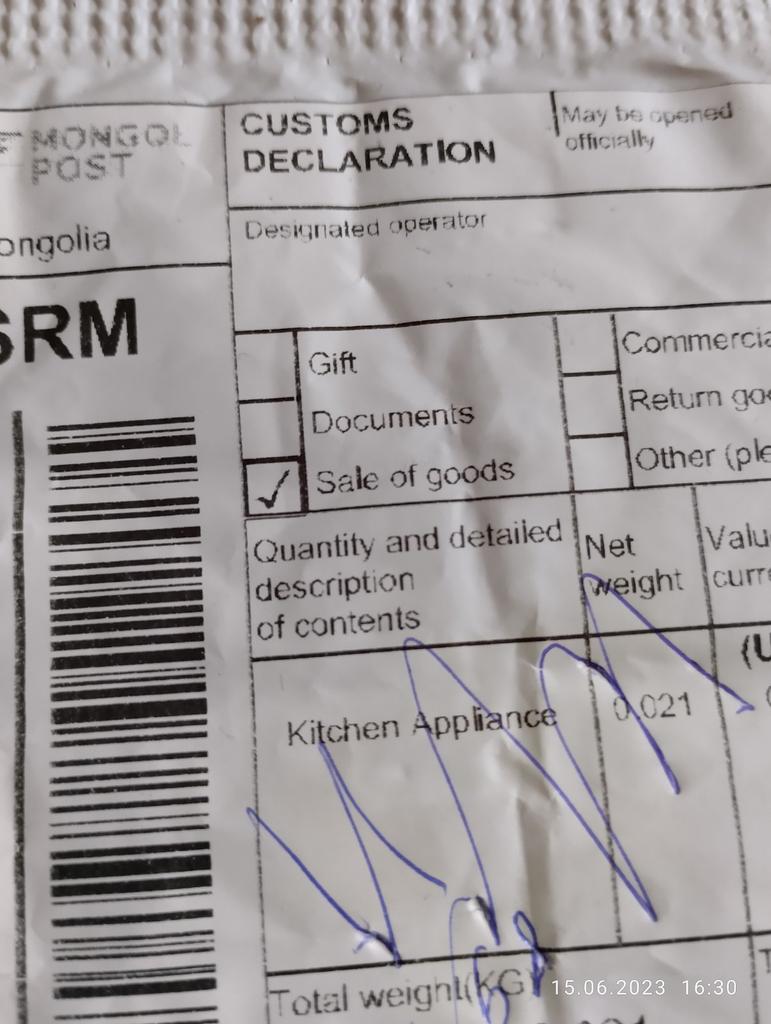 MONGOL
POST
ongolia
SRM
CUSTOMS
DECLARATION
May be opened
officially
Designated operator
Gift
Documents
Sale of goods
Commercia
Return goo
Other (ple
Quantity and detailed
description
of contents
Net
weight
Valu
curr
(U
Kitchen Appliance
0.021
Total weight(KG)
15.06.2023 16:30